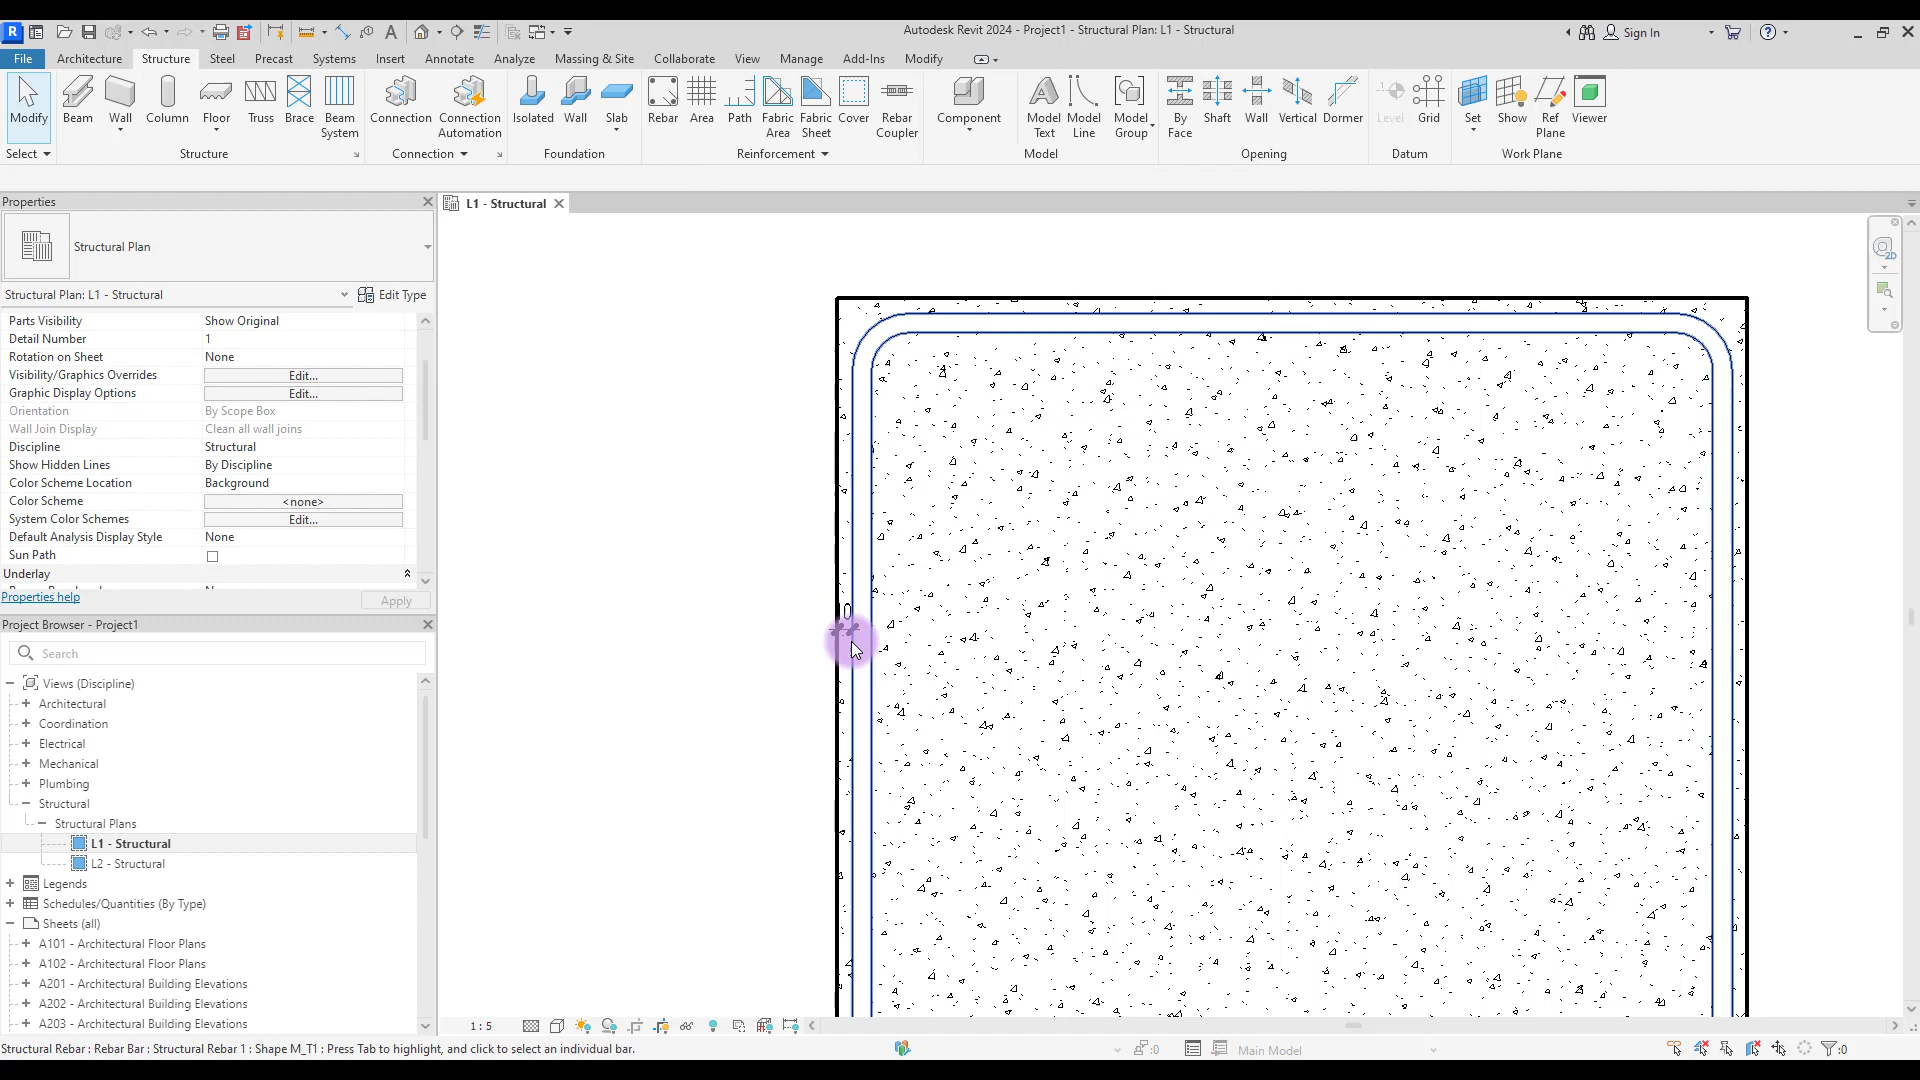 Autodesk Revit 2024 - Project1 - Structural Plan: L1 - Structural
Sign In
File Architecture Structure Steel Precast Systems Insert Annotate Analyze Massing & Site Collaborate View Manage Add-Ins Modify
Modify Beam Wall Column Floor Truss Brace Beam System Connection Connection Automation Isolated Wall Slab Rebar Area Path Fabric Area Fabric Sheet Cover Rebar Coupler Component Model Text Model Line Model Group By Face Shaft Wall Vertical Dormer Level Grid Set Show Ref Plane Viewer
Select Structure Connection Foundation Reinforcement Model Opening Datum Work Plane
Properties
L1 - Structural
Structural Plan
2D
Structural Plan: L1 - Structural Edit Type
Parts Visibility Show Original
Detail Number 1
Rotation on Sheet None
Visibility/Graphics Overrides Edit...
Graphic Display Options Edit...
Orientation By Scope Box
Wall Join Display Clean all wall joins
Discipline Structural
Show Hidden Lines By Discipline
Color Scheme Location Background
Color Scheme <none>
System Color Schemes Edit...
Default Analysis Display Style None
Sun Path
Underlay
Properties help Apply
Project Browser - Project1
Search
Views (Discipline)
Architectural
Coordination
Electrical
Mechanical
Plumbing
Structural
Structural Plans
L1 - Structural
L2 - Structural
Legends
Schedules/Quantities (By Type)
Sheets (all)
A101 - Architectural Floor Plans
A102 - Architectural Floor Plans
A201 - Architectural Building Elevations
A202 - Architectural Building Elevations
A203 - Architectural Building Elevations
1 : 5
Structural Rebar : Rebar Bar : Structural Rebar 1 : Shape M_T1 : Press Tab to highlight, and click to select an individual bar.
:0
Main Model
:0